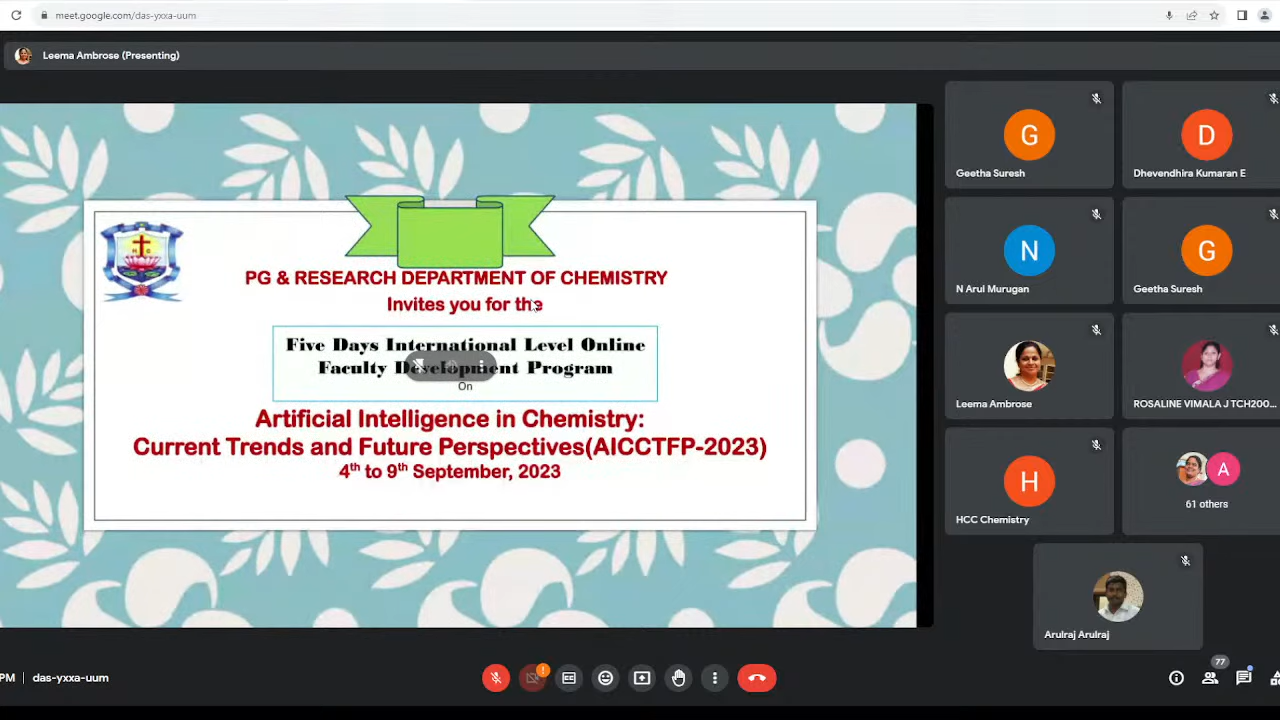 meet.google.com/das-yxxa-uum
Leema Ambrose (Presenting)
PG & RESEARCH DEPARTMENT OF CHEMISTRY
Invites you for the
Five Days International Level Online
Faculty Development Program
On
Artificial Intelligence in Chemistry:
Current Trends and Future Perspectives(AICCTFP-2023)
4th to 9th September, 2023
G
Geetha Suresh
D
Dhevendhira Kumaran E
N
N Arul Murugan
G
Geetha Suresh
Leema Ambrose
ROSALINE VIMALA J TCH200...
H
HCC Chemistry
A
61 others
Arulraj Arulraj
PM
das-yxxa-uum
77